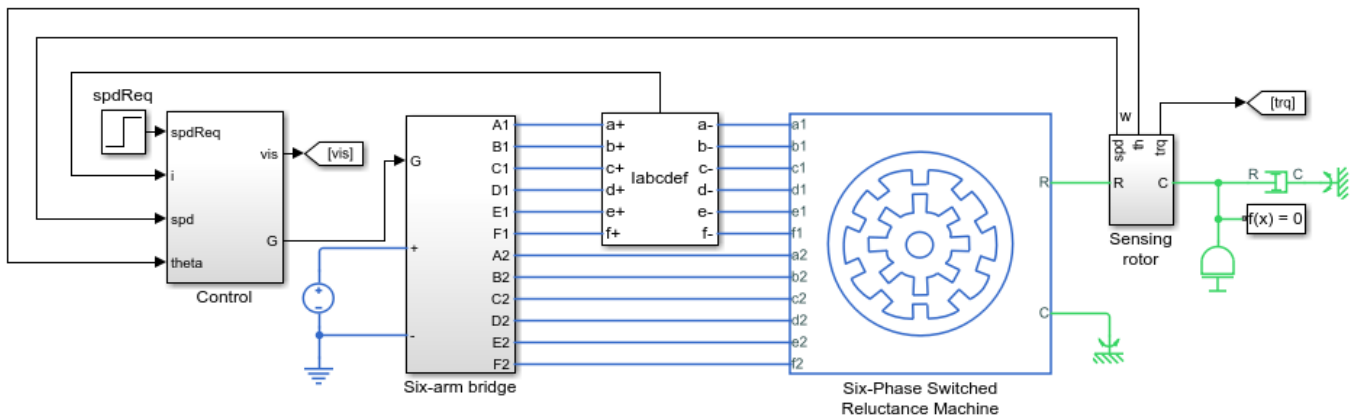 spdReq
spdReq
i
spd
theta
vis
G
Control
[vis]
G
+
-
A1
B1
C1
D1
E1
F1
A2
B2
C2
D2
E2
F2
Six-arm bridge
+
−
a+
b+
c+
d+
e+
f+
Iabcdef
a-
b-
c-
d-
e-
f-
a1
b1
c1
d1
e1
f1
a2
b2
c2
d2
e2
f2
R
C
Six-Phase Switched
Reluctance Machine
w
spd
th
trq
R
C
Sensing
rotor
[trq]
R
C
f(x) = 0